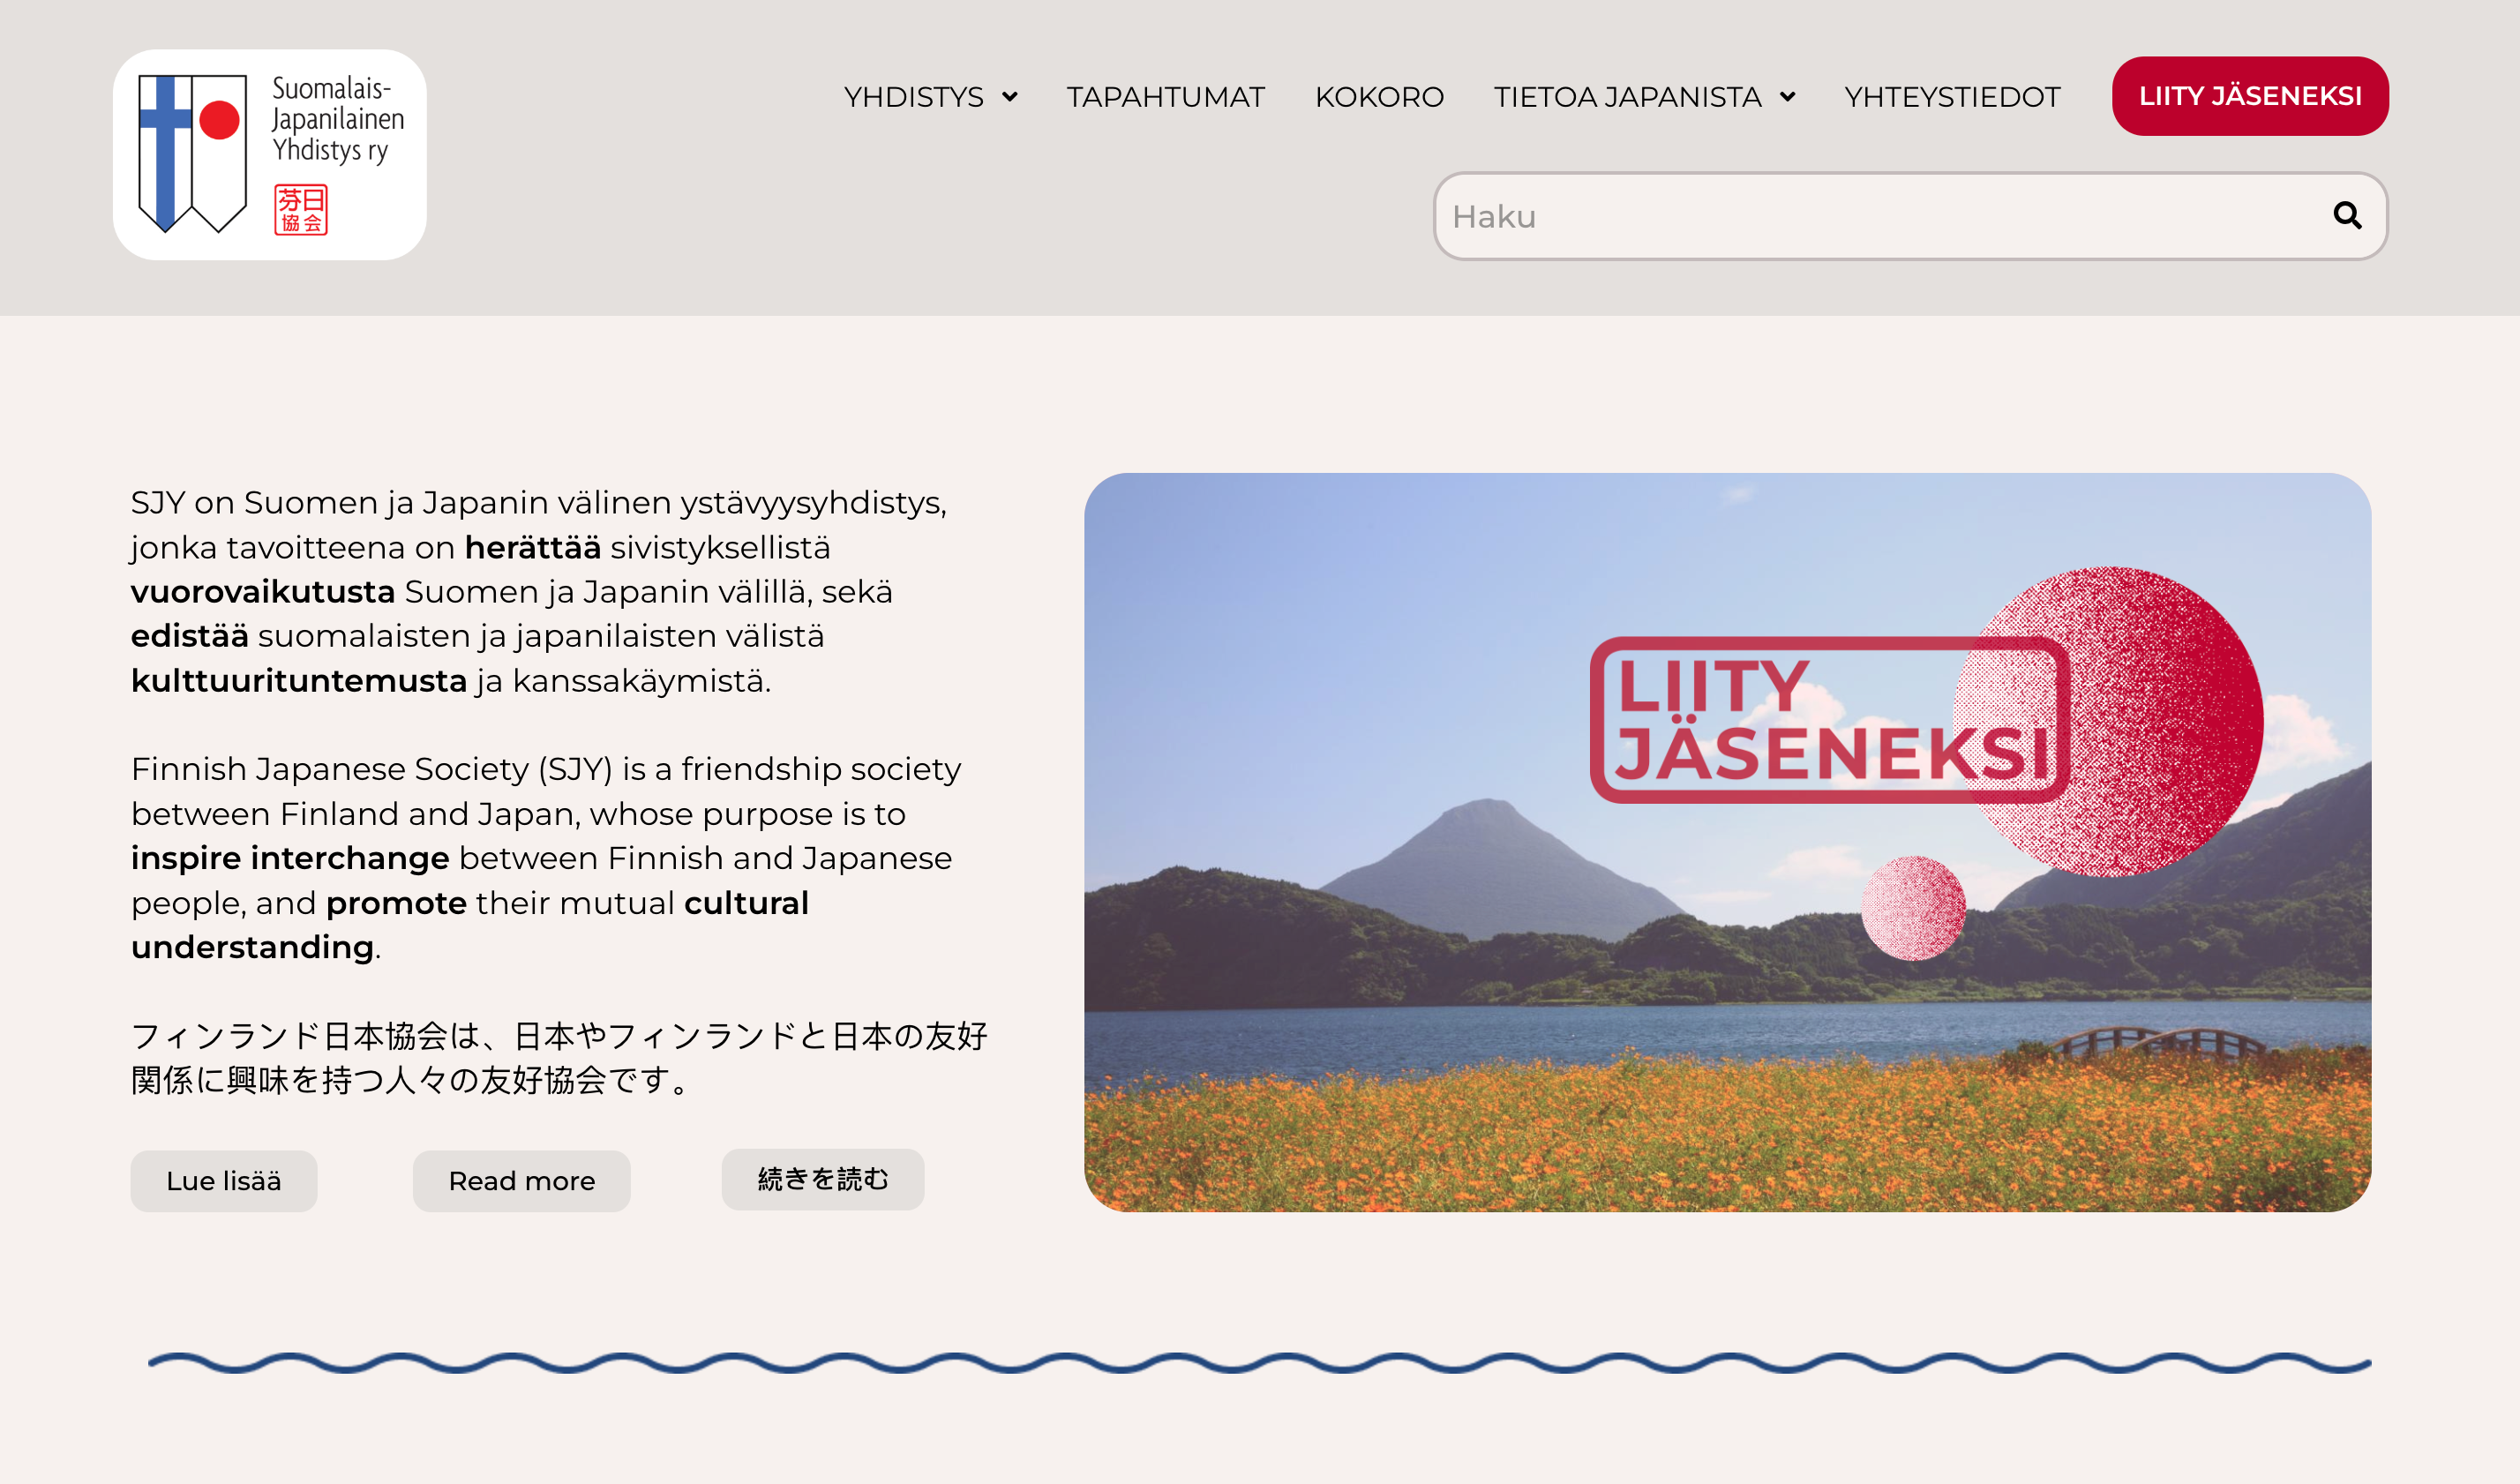 Suomalais-
Japanilainen
Yhdistys ry
芬日
協会
YHDISTYS TAPAHTUMAT KOKORO TIETOA JAPANISTA YHTEYSTIEDOT LIITY JÄSENEKSI
Haku
SJY on Suomen ja Japanin välinen ystävyysyhdistys,
jonka tavoitteena on herättää sivistyksellistä
vuorovaikutusta Suomen ja Japanin välillä, sekä
edistää suomalaisten ja japanilaisten välistä
kulttuurituntemusta ja kanssakäymistä.
Finnish Japanese Society (SJY) is a friendship society
between Finland and Japan, whose purpose is to
inspire interchange between Finnish and Japanese
people, and promote their mutual cultural
understanding.
フィンランド日本協会は、日本やフィンランドと日本の友好
関係に興味を持つ人々の友好協会です。
Lue lisää Read more 続きを読む
LIITY
JÄSENEKSI